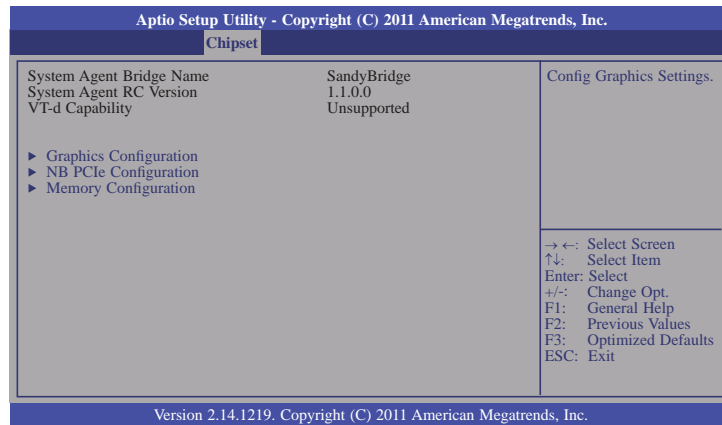 Aptio Setup Utility - Copyright (C) 2011 American Megatrends, Inc.
Chipset
System Agent Bridge Name SandyBridge
System Agent RC Version 1.1.0.0
VT-d Capability Unsupported
▶ Graphics Configuration
▶ NB PCIe Configuration
▶ Memory Configuration
Config Graphics Settings.
→←: Select Screen
↑↓: Select Item
Enter: Select
+/-: Change Opt.
F1: General Help
F2: Previous Values
F3: Optimized Defaults
ESC: Exit
Version 2.14.1219. Copyright (C) 2011 American Megatrends, Inc.